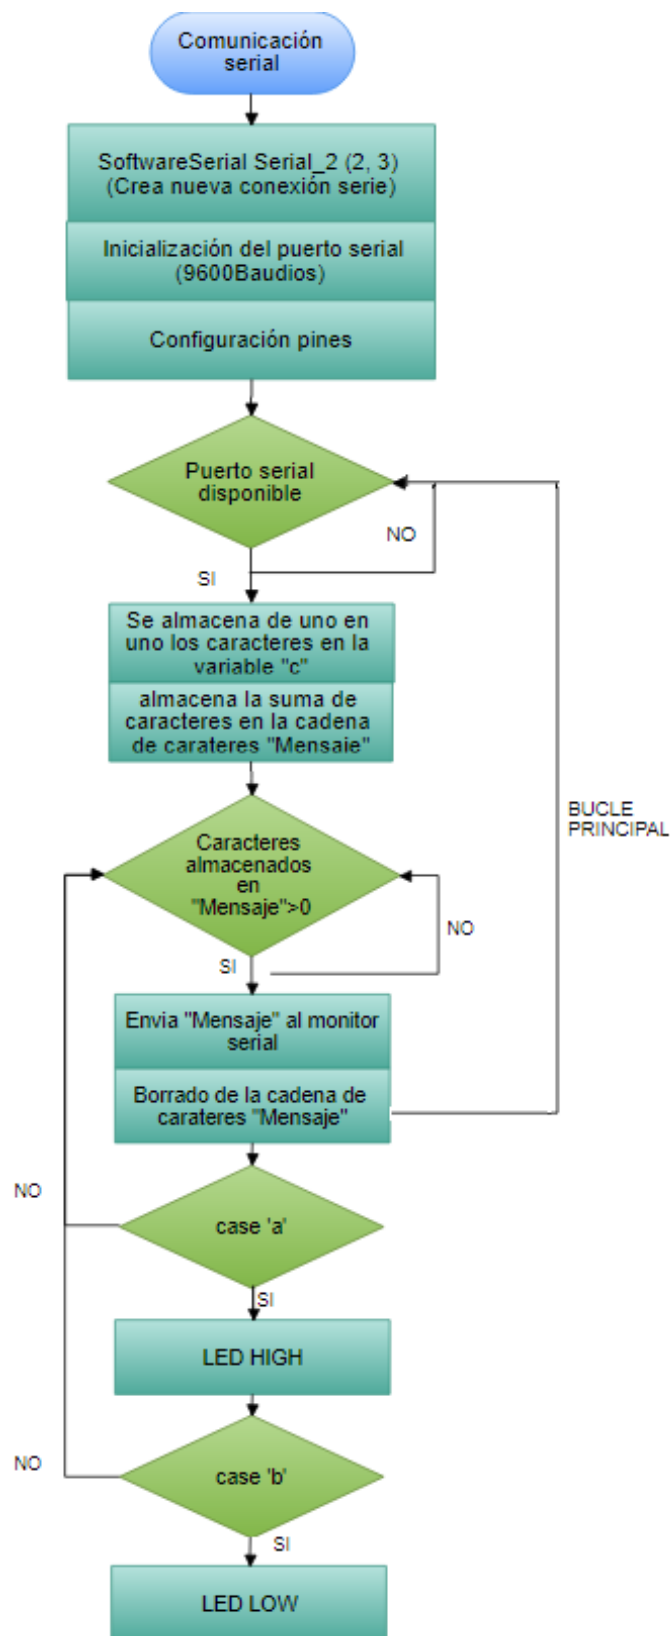 Comunicación
serial
SoftwareSerial Serial_2 (2, 3)
(Crea nueva conexión serie)
Inicialización del puerto serial
(9600Baudios)
Configuración pines
Puerto serial
disponible
NO
SI
Se almacena de uno en
uno los caracteres en la
variable "c"
almacena la suma de
caracteres en la cadena
de carateres "Mensaie"
BUCLE
PRINCIPAL
Caracteres
almacenados
en
"Mensaje">0
NO
SI
Envia "Mensaje" al monitor
serial
Borrado de la cadena de
carateres "Mensaje"
NO
case 'a'
SI
LED HIGH
NO
case 'b'
SI
LED LOW